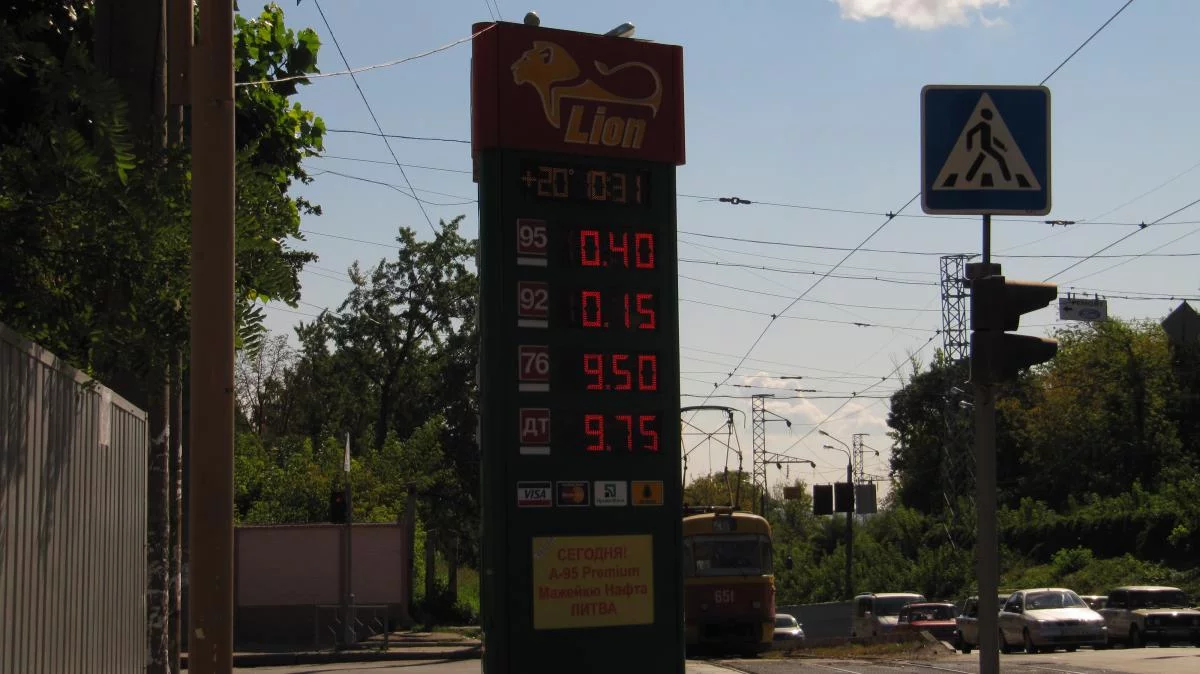 Lion
+20° 10:31
95 0.40
92 0.15
76 9.50
ДТ 9.75
VISA
СЕГОДНЯ!
А-95 Premium
Мажейкю Нафта
ЛИТВА
651